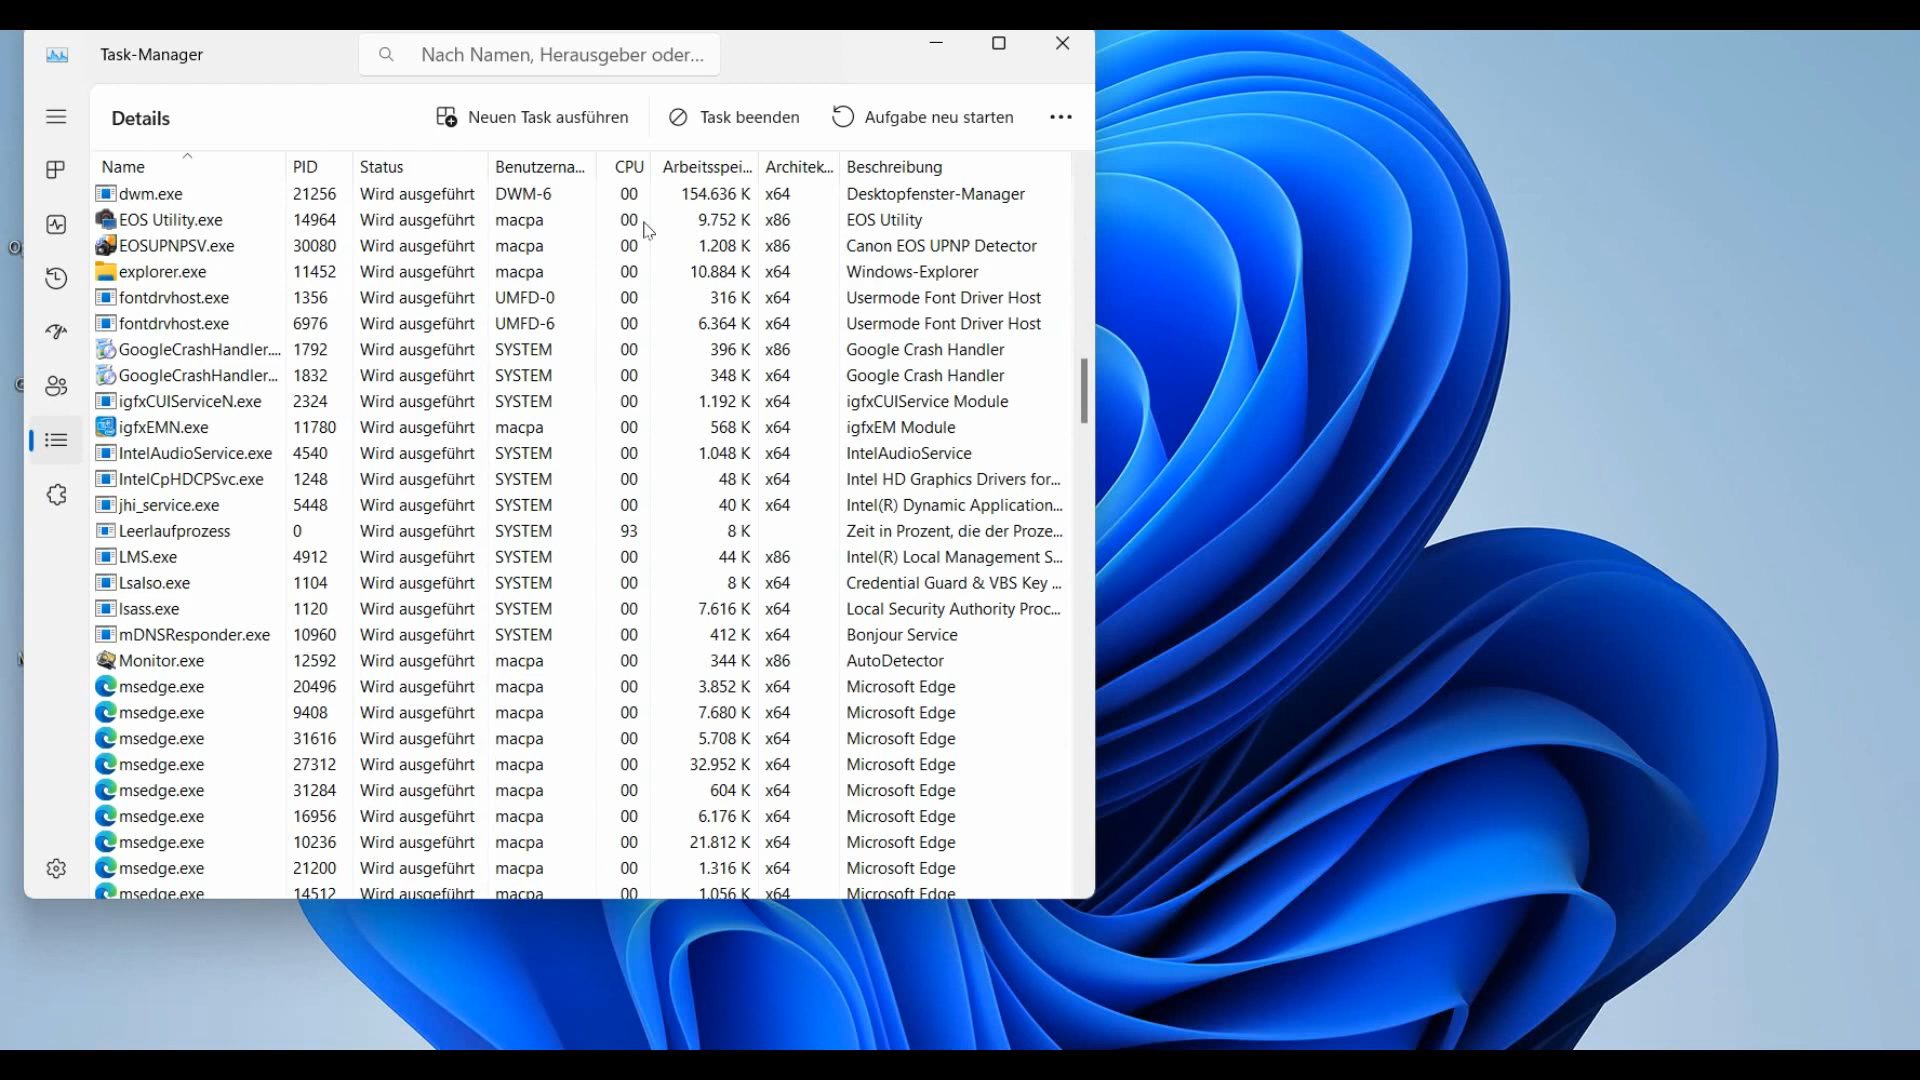 Task-Manager
Nach Namen, Herausgeber oder...
Details
Neuen Task ausführen
Task beenden
Aufgabe neu starten
Name PID Status Benutzerna... CPU Arbeitsspei... Architek... Beschreibung
dwm.exe 21256 Wird ausgeführt DWM-6 00 154.636 K x64 Desktopfenster-Manager
EOS Utility.exe 14964 Wird ausgeführt macpa 00 9.752 K x86 EOS Utility
EOSUPNPSV.exe 30080 Wird ausgeführt macpa 00 1.208 K x86 Canon EOS UPNP Detector
explorer.exe 11452 Wird ausgeführt macpa 00 10.884 K x64 Windows-Explorer
fontdrvhost.exe 1356 Wird ausgeführt UMFD-0 00 316 K x64 Usermode Font Driver Host
fontdrvhost.exe 6976 Wird ausgeführt UMFD-6 00 6.364 K x64 Usermode Font Driver Host
GoogleCrashHandler.... 1792 Wird ausgeführt SYSTEM 00 396 K x86 Google Crash Handler
GoogleCrashHandler... 1832 Wird ausgeführt SYSTEM 00 348 K x64 Google Crash Handler
igfxCUIServiceN.exe 2324 Wird ausgeführt SYSTEM 00 1.192 K x64 igfxCUIService Module
igfxEMN.exe 11780 Wird ausgeführt macpa 00 568 K x64 igfxEM Module
IntelAudioService.exe 4540 Wird ausgeführt SYSTEM 00 1.048 K x64 IntelAudioService
IntelCpHDCPSvc.exe 1248 Wird ausgeführt SYSTEM 00 48 K x64 Intel HD Graphics Drivers for...
jhi_service.exe 5448 Wird ausgeführt SYSTEM 00 40 K x64 Intel(R) Dynamic Application...
Leerlaufprozess 0 Wird ausgeführt SYSTEM 93 8 K Zeit in Prozent, die der Proze...
LMS.exe 4912 Wird ausgeführt SYSTEM 00 44 K x86 Intel(R) Local Management S...
LsaIso.exe 1104 Wird ausgeführt SYSTEM 00 8 K x64 Credential Guard & VBS Key ...
lsass.exe 1120 Wird ausgeführt SYSTEM 00 7.616 K x64 Local Security Authority Proc...
mDNSResponder.exe 10960 Wird ausgeführt SYSTEM 00 412 K x64 Bonjour Service
Monitor.exe 12592 Wird ausgeführt macpa 00 344 K x86 AutoDetector
msedge.exe 20496 Wird ausgeführt macpa 00 3.852 K x64 Microsoft Edge
msedge.exe 9408 Wird ausgeführt macpa 00 7.680 K x64 Microsoft Edge
msedge.exe 31616 Wird ausgeführt macpa 00 5.708 K x64 Microsoft Edge
msedge.exe 27312 Wird ausgeführt macpa 00 32.952 K x64 Microsoft Edge
msedge.exe 31284 Wird ausgeführt macpa 00 604 K x64 Microsoft Edge
msedge.exe 16956 Wird ausgeführt macpa 00 6.176 K x64 Microsoft Edge
msedge.exe 10236 Wird ausgeführt macpa 00 21.812 K x64 Microsoft Edge
msedge.exe 21200 Wird ausgeführt macpa 00 1.316 K x64 Microsoft Edge
msedge.exe 14512 Wird ausgeführt macpa 00 1.056 K x64 Microsoft Edge